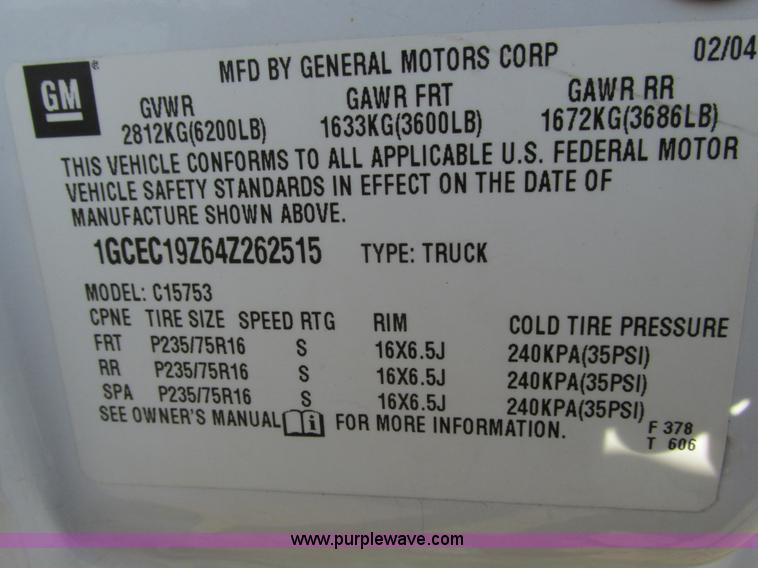 GM
®
MFD BY GENERAL MOTORS CORP 02/04
GVWR GAWR FRT GAWR RR
2812KG(6200LB) 1633KG(3600LB) 1672KG(3686LB)
THIS VEHICLE CONFORMS TO ALL APPLICABLE U.S. FEDERAL MOTOR
VEHICLE SAFETY STANDARDS IN EFFECT ON THE DATE OF
MANUFACTURE SHOWN ABOVE.
1GCEC19Z64Z262515 TYPE: TRUCK
MODEL: C15753
CPNE TIRE SIZE SPEED RTG RIM COLD TIRE PRESSURE
FRT P235/75R16 S 16X6.5J 240KPA(35PSI)
RR P235/75R16 S 16X6.5J 240KPA(35PSI)
SPA P235/75R16 S 16X6.5J 240KPA(35PSI)
SEE OWNER'S MANUAL i FOR MORE INFORMATION.
F 378
T 606
www.purplewave.com